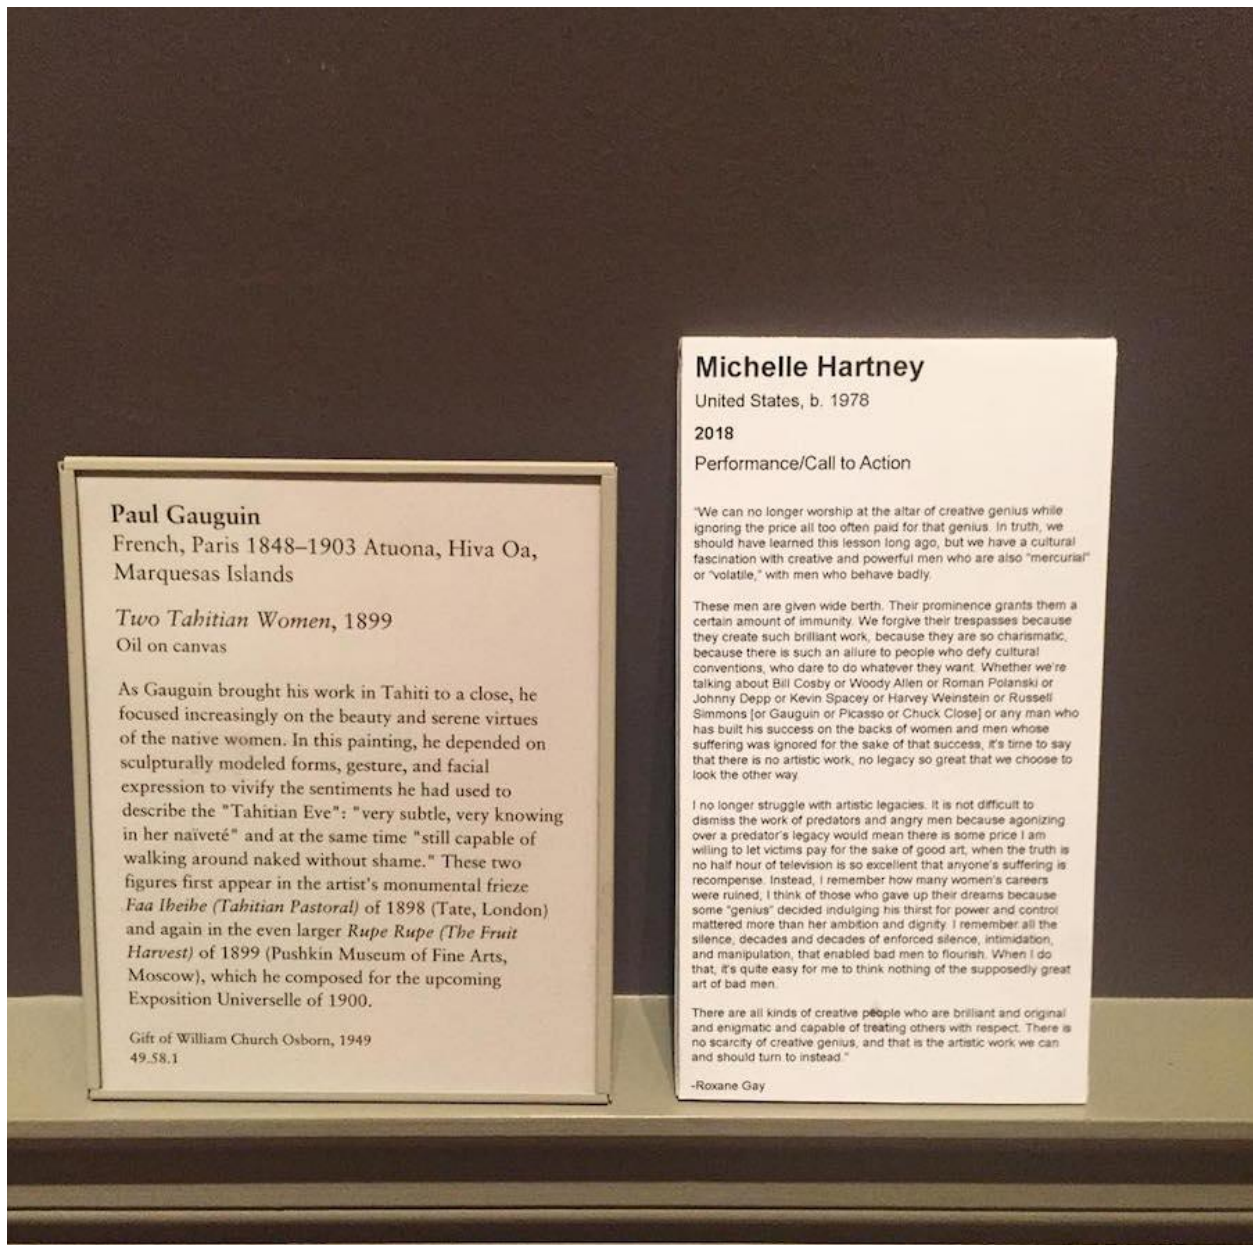 Paul Gauguin
French, Paris 1848–1903 Atuona, Hiva Oa,
Marquesas Islands
Two Tahitian Women, 1899
Oil on canvas
As Gauguin brought his work in Tahiti to a close, he
focused increasingly on the beauty and serene virtues
of the native women. In this painting, he depended on
sculpturally modeled forms, gesture, and facial
expression to vivify the sentiments he had used to
describe the "Tahitian Eve": "very subtle, very knowing
in her naïveté" and at the same time "still capable of
walking around naked without shame." These two
figures first appear in the artist's monumental frieze
Faa Iheihe (Tahitian Pastoral) of 1898 (Tate, London)
and again in the even larger Rupe Rupe (The Fruit
Harvest) of 1899 (Pushkin Museum of Fine Arts,
Moscow), which he composed for the upcoming
Exposition Universelle of 1900.
Gift of William Church Osborn, 1949
49.58.1
Michelle Hartney
United States, b. 1978
2018
Performance/Call to Action
"We can no longer worship at the altar of creative genius while
ignoring the price all too often paid for that genius. In truth, we
should have learned this lesson long ago, but we have a cultural
fascination with creative and powerful men who are also "mercurial"
or "volatile," with men who behave badly.
These men are given wide berth. Their prominence grants them a
certain amount of immunity. We forgive their trespasses because
they create such brilliant work, because they are so charismatic,
because there is such an allure to people who defy cultural
conventions, who dare to do whatever they want. Whether we're
talking about Bill Cosby or Woody Allen or Roman Polanski or
Johnny Depp or Kevin Spacey or Harvey Weinstein or Russell
Simmons [or Gauguin or Picasso or Chuck Close] or any man who
has built his success on the backs of women and men whose
suffering was ignored for the sake of that success, it's time to say
that there is no artistic work, no legacy so great that we choose to
look the other way.
I no longer struggle with artistic legacies. It is not difficult to
dismiss the work of predators and angry men because agonizing
over a predator's legacy would mean there is some price I am
willing to let victims pay for the sake of good art, when the truth is
no half hour of television is so excellent that anyone's suffering is
recompense. Instead, I remember how many women's careers
were ruined, I think of those who gave up their dreams because
some "genius" decided indulging his thirst for power and control
mattered more than her ambition and dignity. I remember all the
silence, decades and decades of enforced silence, intimidation,
and manipulation, that enabled bad men to flourish. When I do
that, it's quite easy for me to think nothing of the supposedly great
art of bad men.
There are all kinds of creative people who are brilliant and original
and enigmatic and capable of treating others with respect. There is
no scarcity of creative genius, and that is the artistic work we can
and should turn to instead."
-Roxane Gay